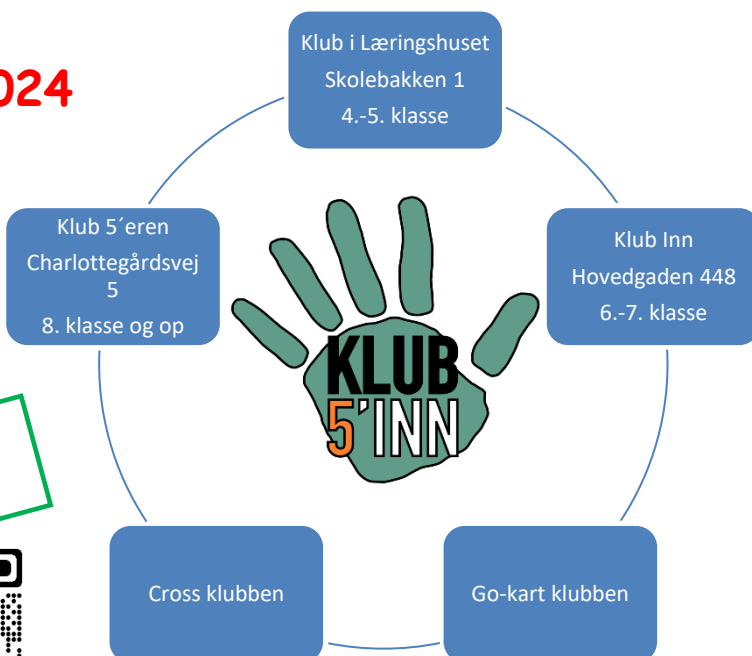 024
Klub i Læringshuset
Skolebakken 1
4.-5. klasse
Klub 5´eren
Charlottegårdsvej
5
8. klasse og op
Klub Inn
Hovedgaden 448
6.-7. klasse
KLUB
5'INN
Cross klubben
Go-kart klubben